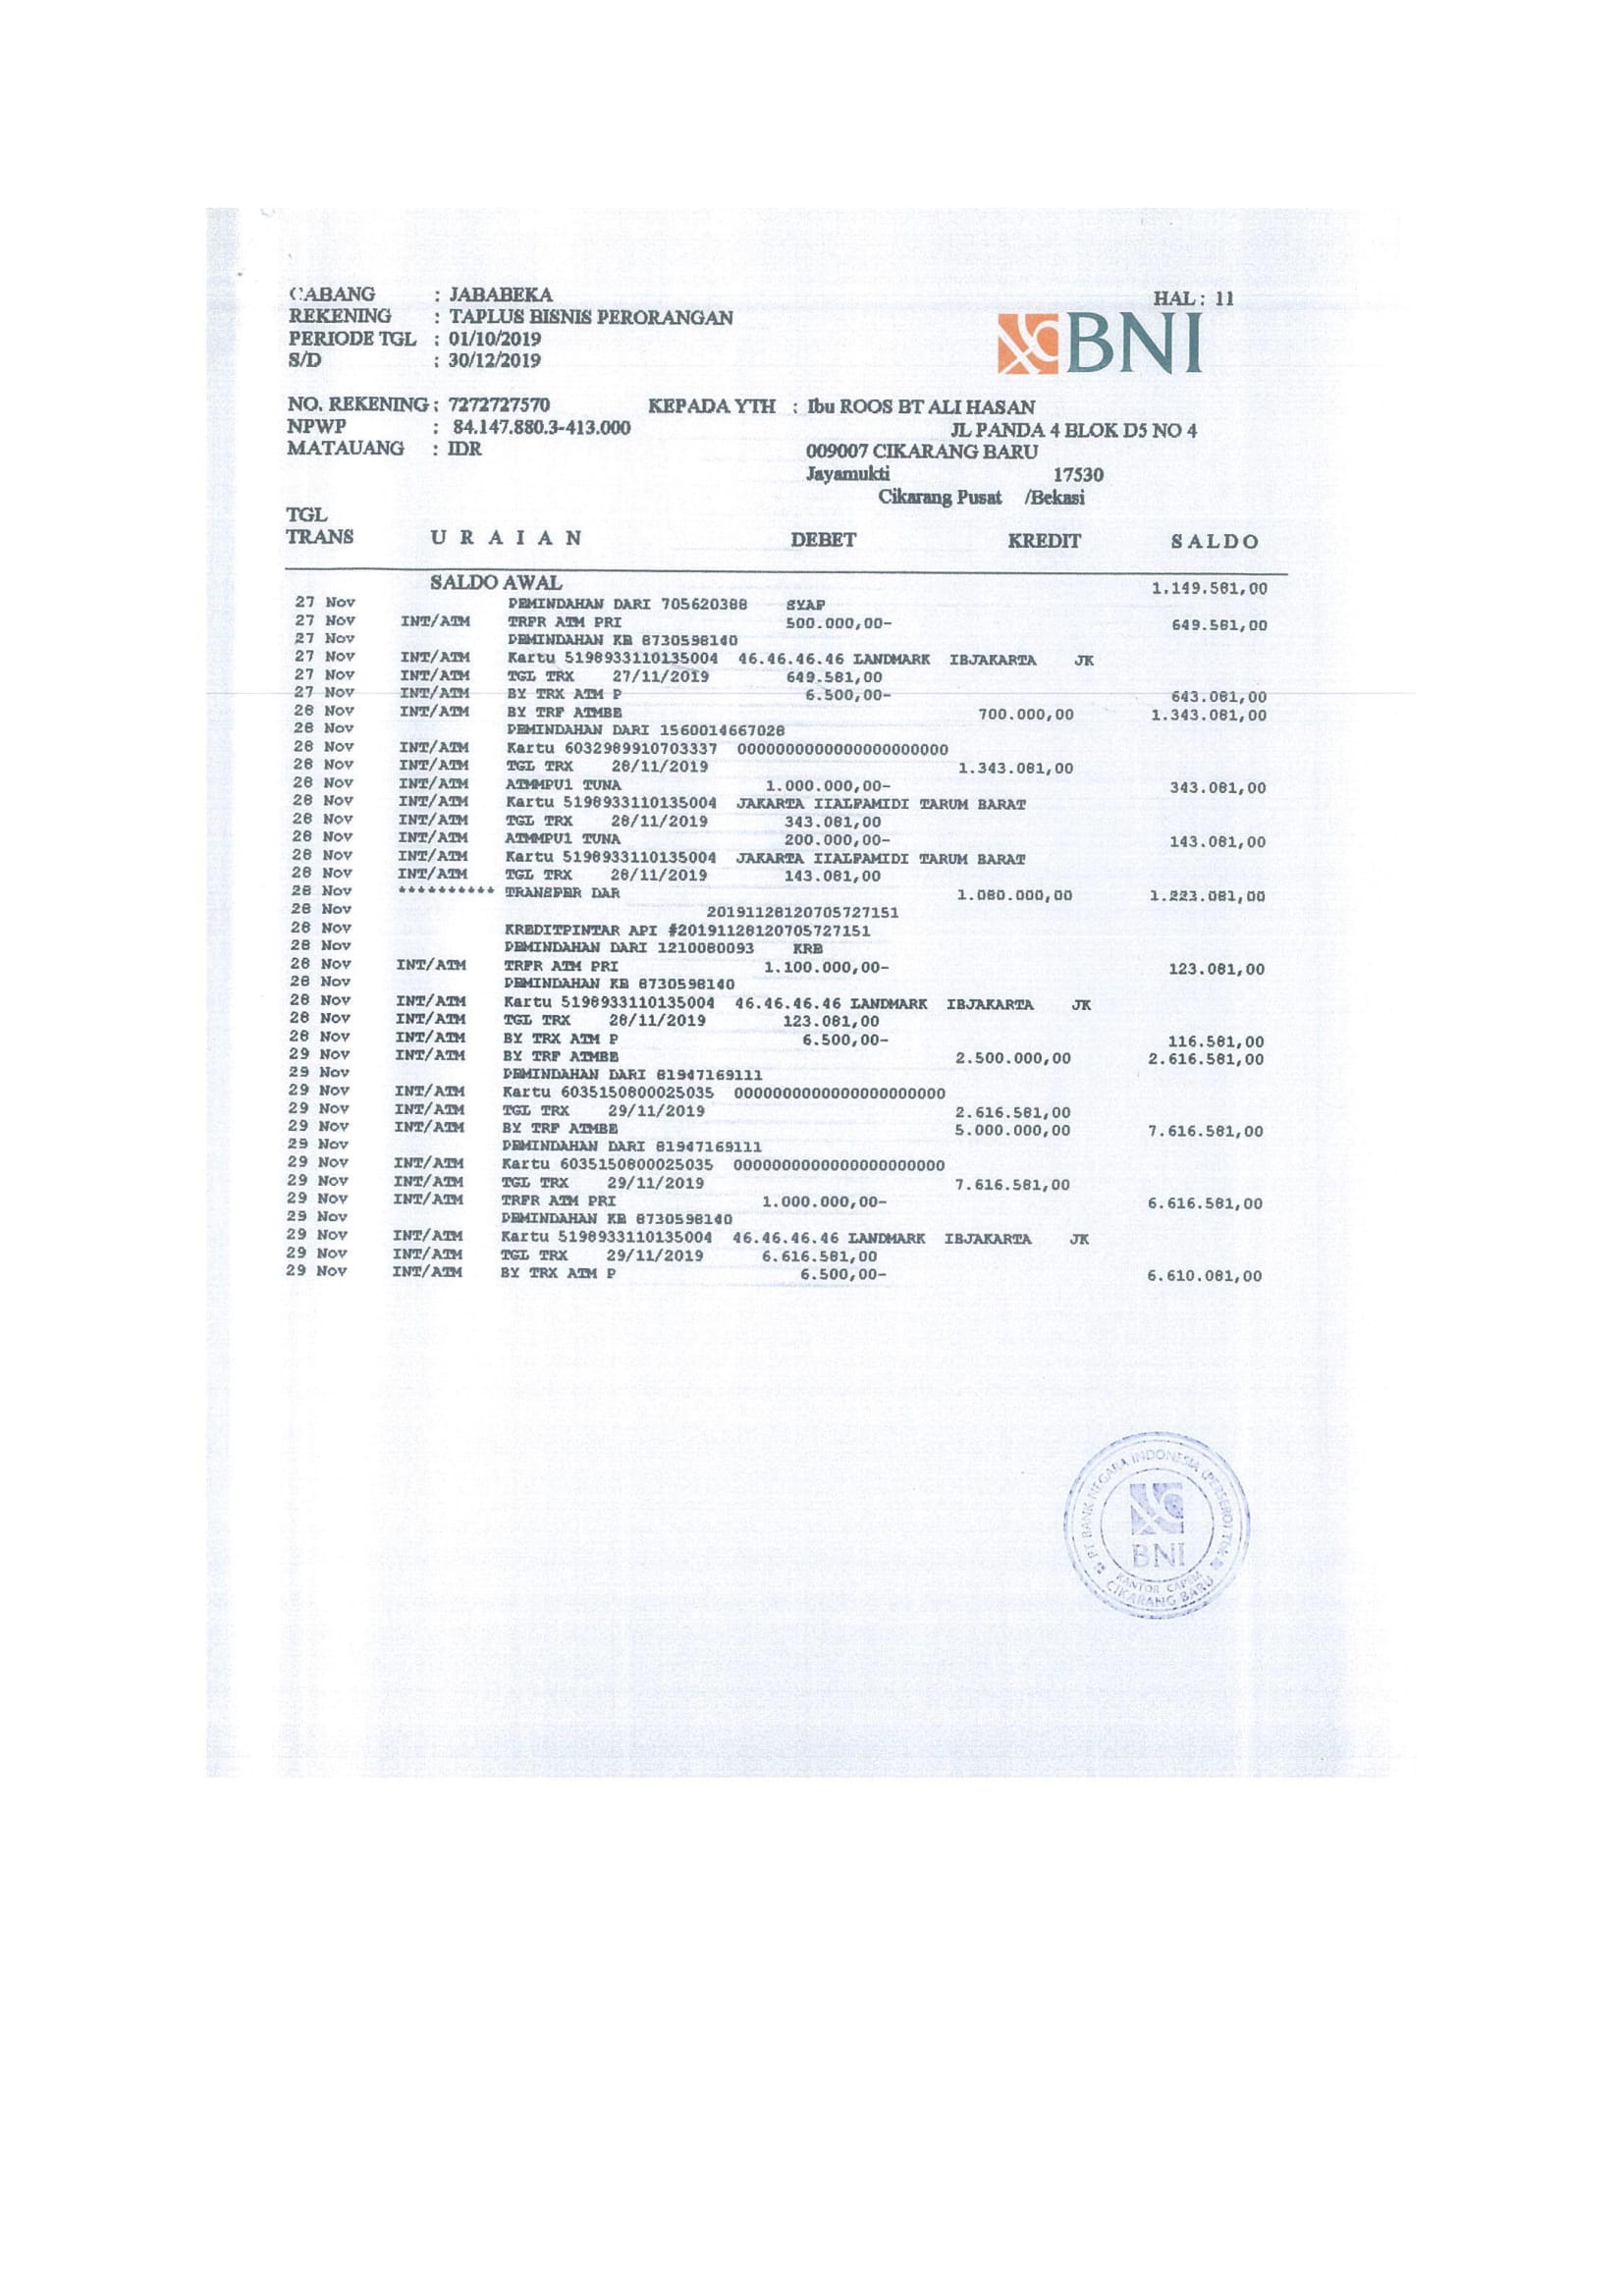 CABANG : JABABEKA HAL : 11
REKENING : TAPLUS BISNIS PERORANGAN
PERIODE TGL : 01/10/2019 BNI
S/D : 30/12/2019
NO. REKENING : 7272727570 KEPADA YTH : Ibu ROOS BT ALI HASAN
NPWP : 84.147.880.3-413.000 JL PANDA 4 BLOK D5 NO 4
MATAUANG : IDR 009007 CIKARANG BARU
Jayamukti 17530
Cikarang Pusat /Bekasi
TGL
TRANS U R A I A N DEBET KREDIT S A L D O
SALDO AWAL 1.149.581,00
27 Nov PEMINDAHAN DARI 705620388 SYAP
27 Nov INT/ATM TRFR ATM PRI 500.000,00- 649.581,00
27 Nov PEMINDAHAN KE 8730598140
27 Nov INT/ATM Kartu 5198933110135004 46.46.46.46 LANDMARK IBJAKARTA JK
27 Nov INT/ATM TGL TRX 27/11/2019 649.581,00
27 Nov INT/ATM BY TRX ATM P 6.500,00- 643.081,00
28 Nov INT/ATM BY TRF ATMBE 700.000,00 1.343.081,00
28 Nov PEMINDAHAN DARI 1560014667028
28 Nov INT/ATM Kartu 6032989910703337 0000000000000000000000
28 Nov INT/ATM TGL TRX 28/11/2019 1.343.081,00
28 Nov INT/ATM ATMMPU1 TUNA 1.000.000,00- 343.081,00
28 Nov INT/ATM Kartu 5198933110135004 JAKARTA IIALPAMIDI TARUM BARAT
28 Nov INT/ATM TGL TRX 28/11/2019 343.081,00
28 Nov INT/ATM ATMMPU1 TUNA 200.000,00- 143.081,00
28 Nov INT/ATM Kartu 5198933110135004 JAKARTA IIALPAMIDI TARUM BARAT
28 Nov INT/ATM TGL TRX 28/11/2019 143.081,00
28 Nov ********** TRANSFER DAR 1.080.000,00 1.223.081,00
28 Nov 20191128120705727151
28 Nov KREDITPINTAR API #20191128120705727151
28 Nov PEMINDAHAN DARI 1210080093 KRE
28 Nov INT/ATM TRFR ATM PRI 1.100.000,00- 123.081,00
28 Nov PEMINDAHAN KE 8730598140
28 Nov INT/ATM Kartu 5198933110135004 46.46.46.46 LANDMARK IBJAKARTA JK
28 Nov INT/ATM TGL TRX 28/11/2019 123.081,00
28 Nov INT/ATM BY TRX ATM P 6.500,00- 116.581,00
29 Nov INT/ATM BY TRF ATMBE 2.500.000,00 2.616.581,00
29 Nov PEMINDAHAN DARI 81947169111
29 Nov INT/ATM Kartu 6035150800025035 0000000000000000000000
29 Nov INT/ATM TGL TRX 29/11/2019 2.616.581,00
29 Nov INT/ATM BY TRF ATMBE 5.000.000,00 7.616.581,00
29 Nov PEMINDAHAN DARI 81947169111
29 Nov INT/ATM Kartu 6035150800025035 0000000000000000000000
29 Nov INT/ATM TGL TRX 29/11/2019 7.616.581,00
29 Nov INT/ATM TRFR ATM PRI 1.000.000,00- 6.616.581,00
29 Nov PEMINDAHAN KE 8730598140
29 Nov INT/ATM Kartu 5198933110135004 46.46.46.46 LANDMARK IBJAKARTA JK
29 Nov INT/ATM TGL TRX 29/11/2019 6.616.581,00
29 Nov INT/ATM BY TRX ATM P 6.500,00- 6.610.081,00
PT BANK NEGARA INDONESIA (PERSERO) Tbk
BNI
KANTOR CAPEM
CIKARANG BARU